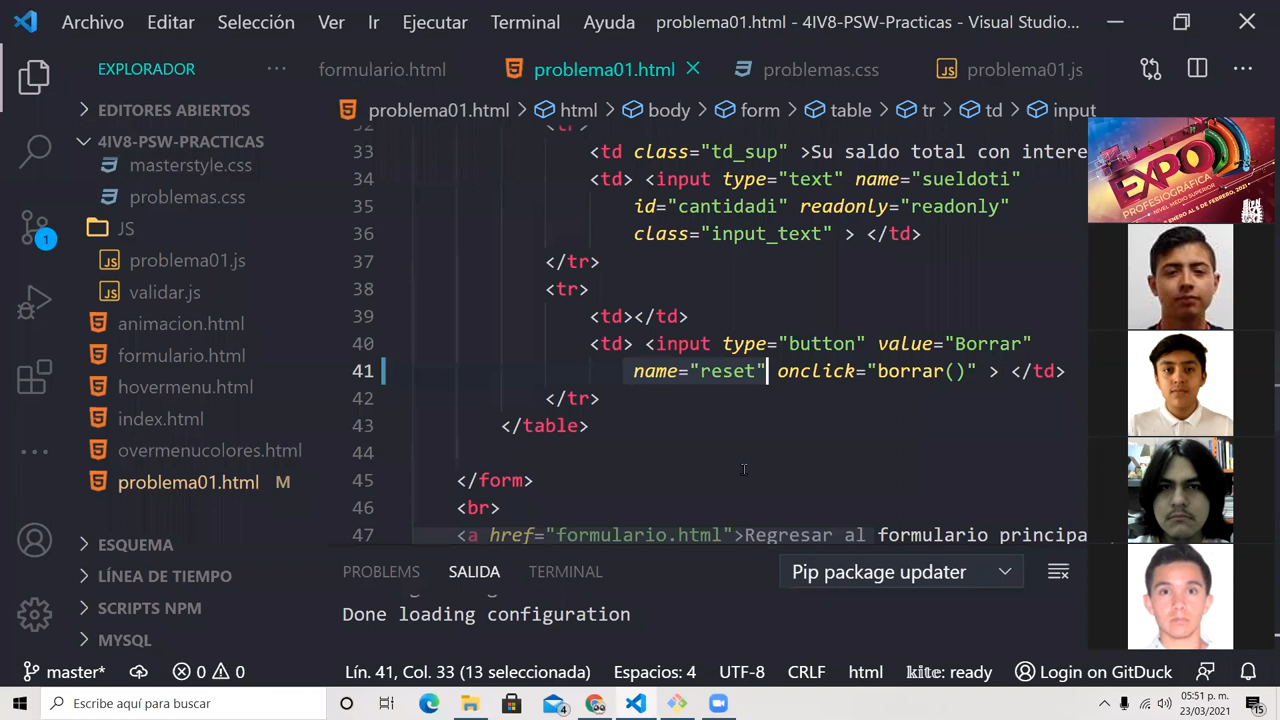 Archivo Editar Selección Ver Ir Ejecutar Terminal Ayuda problema01.html - 4IV8-PSW-Practicas - Visual Studio...
EXPLORADOR ...
formulario.html problema01.html problemas.css problema01.js ...
EDITORES ABIERTOS
4IV8-PSW-PRACTICAS
masterstyle.css
problemas.css
JS
problema01.js
validar.js
animacion.html
formulario.html
hovermenu.html
index.html
overmenucolores.html
problema01.html M
ESQUEMA
LÍNEA DE TIEMPO
SCRIPTS NPM
MYSQL
1
problema01.html > html > body > form > table > tr > td > input
33 <td class="td_sup" >Su saldo total con intere
34 <td> <input type="text" name="sueldoti"
35 id="cantidadi" readonly="readonly"
36 class="input_text" > </td>
37 </tr>
38 <tr>
39 <td></td>
40 <td> <input type="button" value="Borrar"
41 name="reset" onclick="borrar()" > </td>
42 </tr>
43 </table>
44
45 </form>
46 <br>
47 <a href="formulario.html">Regresar al formulario principa
PROBLEMS SALIDA TERMINAL Pip package updater
Done loading configuration
EXPO
PROFESIOGRÁFICA
NIVEL MEDIO SUPERIOR
master* 0 0 Lín. 41, Col. 33 (13 seleccionada) Espacios: 4 UTF-8 CRLF html kite: ready Login on GitDuck
Escribe aquí para buscar 4 05:51 p. m.
23/03/2021 15